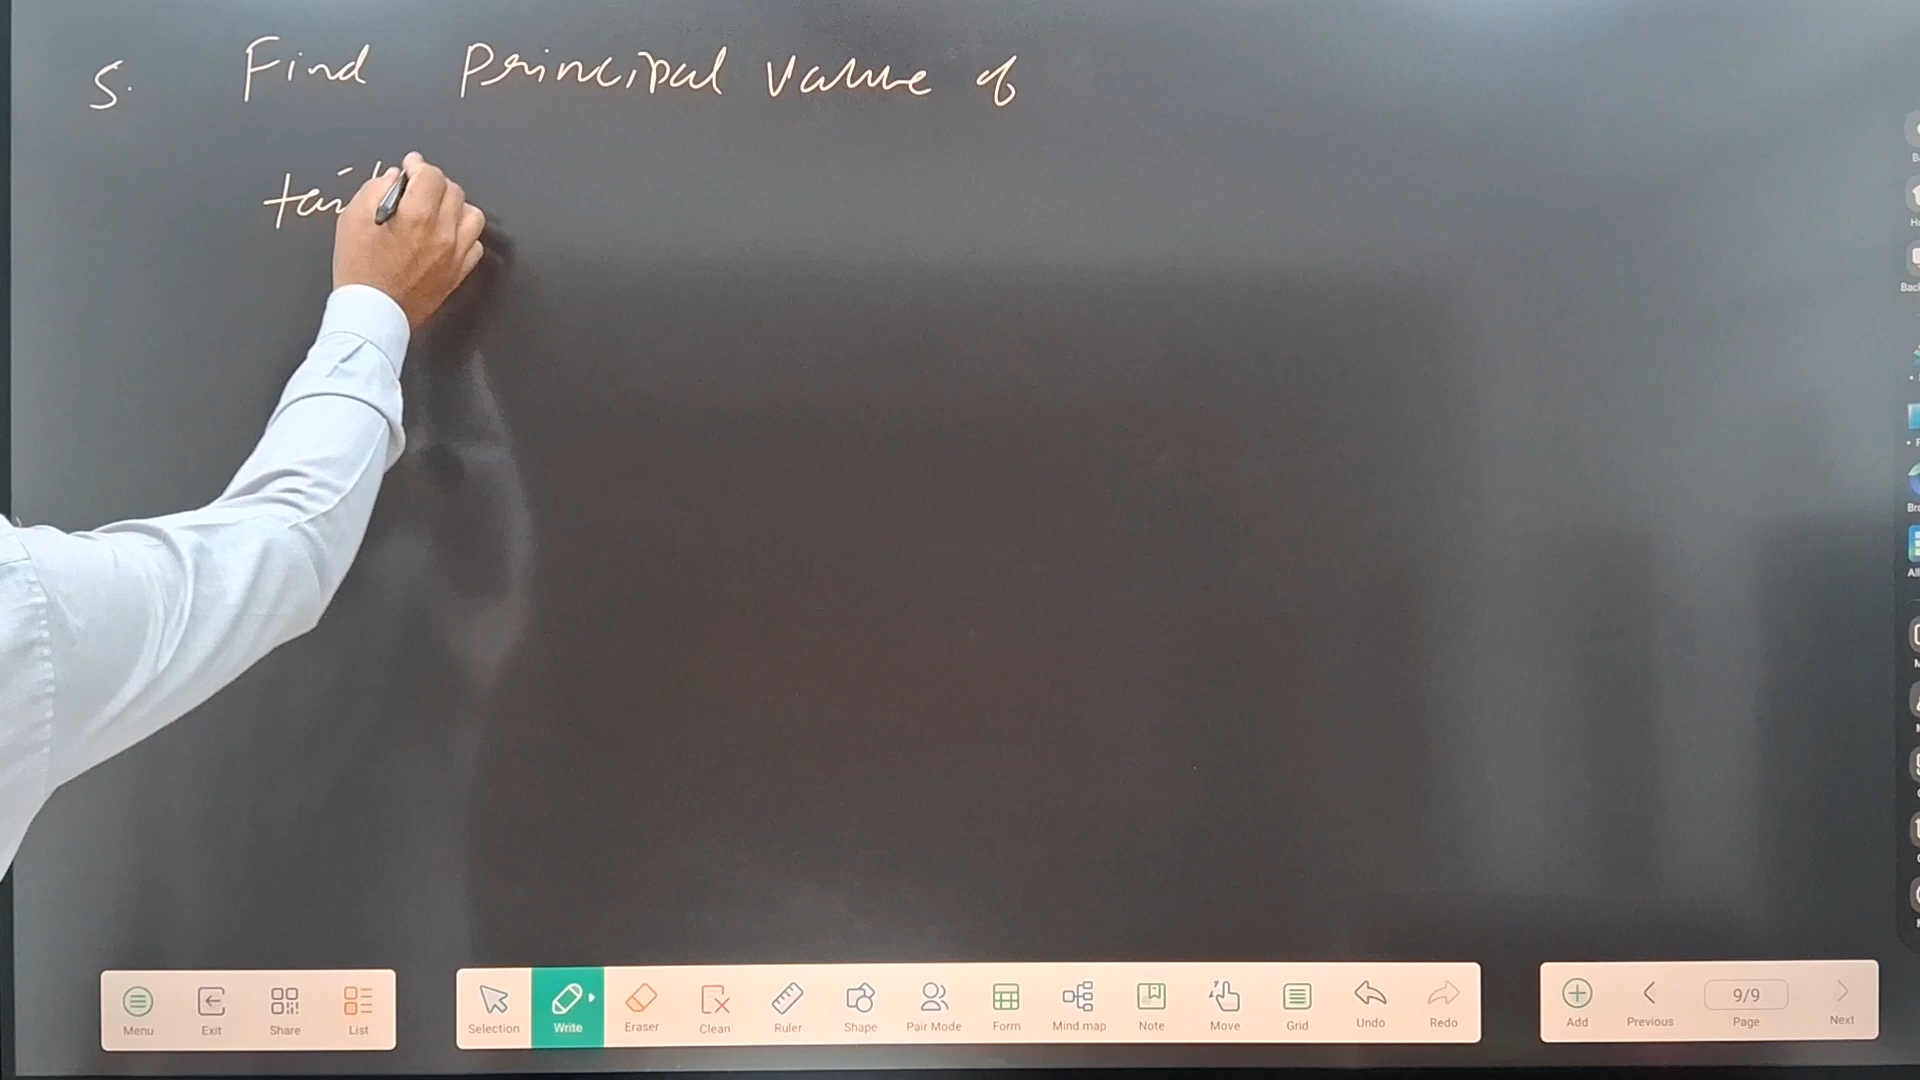 5. Find Principal value of
Menu Exit Share List Selection Write Eraser Clean Ruler Shape Pair Mode Form Mind map Note Move Grid Undo Redo Add Previous 9/9 Page Next